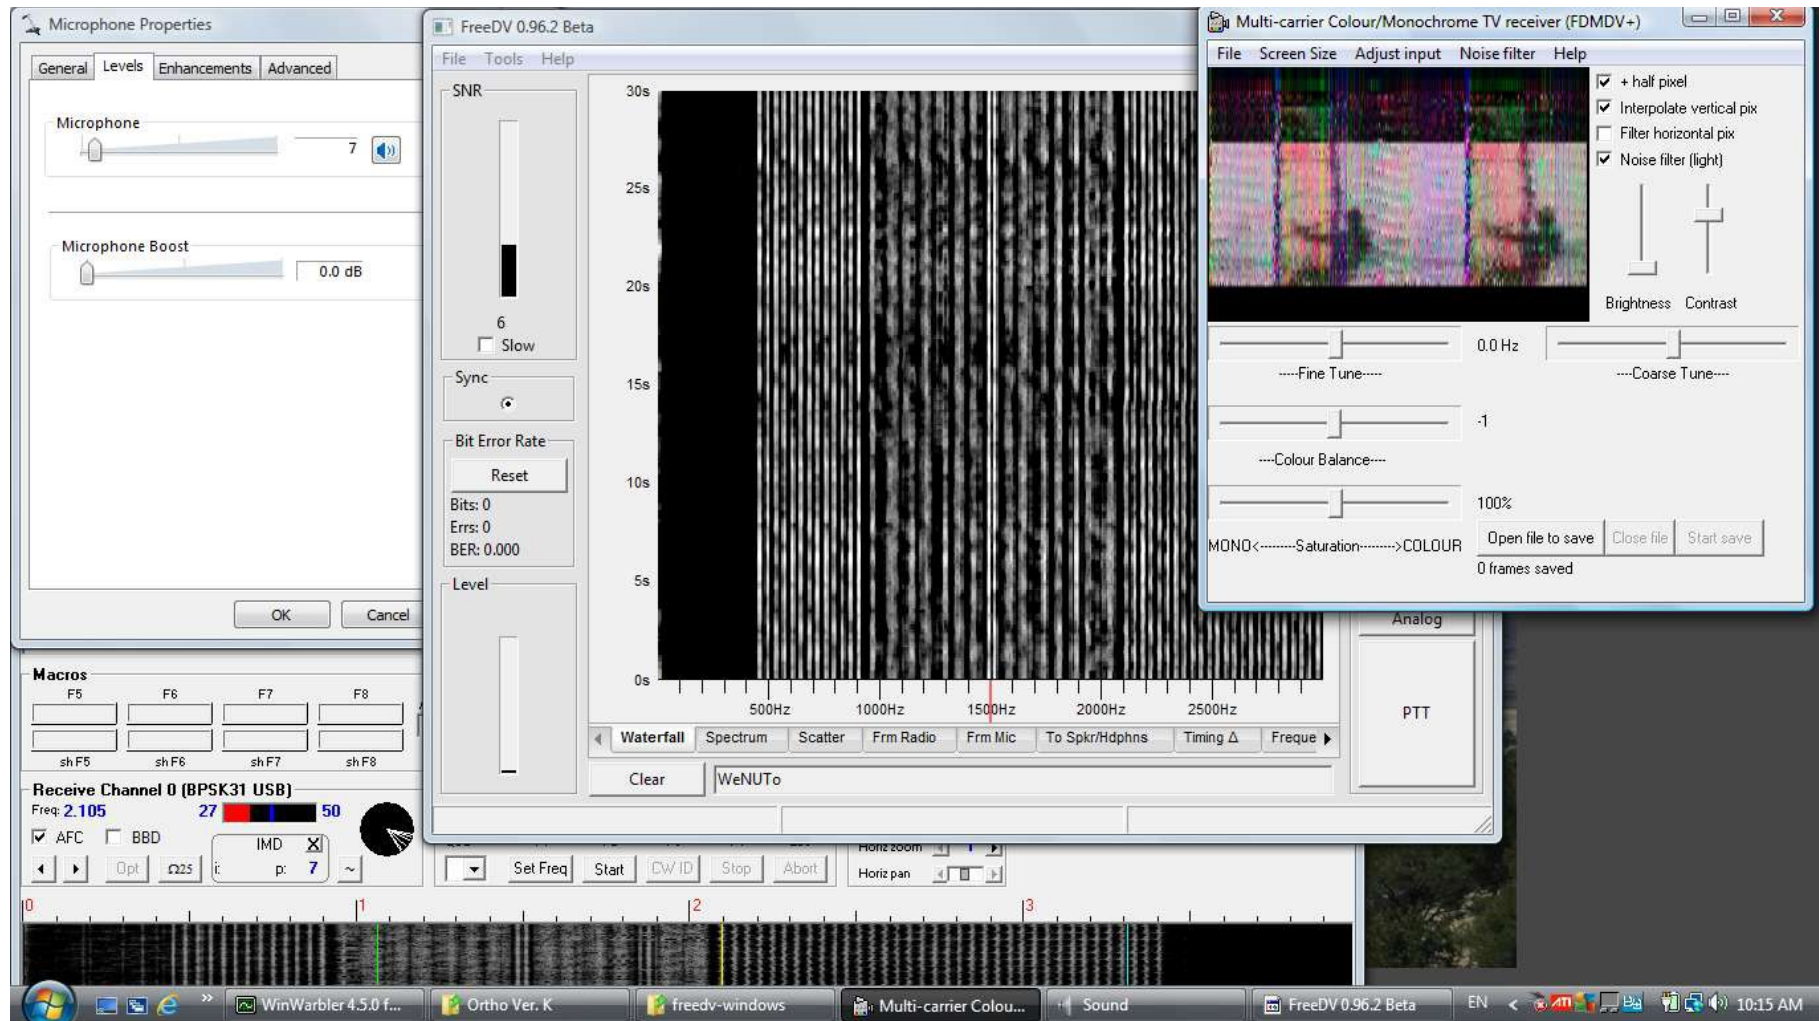 Microphone Properties
General Levels Enhancements Advanced
Microphone
7
Microphone Boost
0.0 dB
OK Cancel
FreeDV 0.96.2 Beta
File Tools Help
SNR
6
Slow
Sync
Bit Error Rate
Reset
Bits: 0
Errs: 0
BER: 0.000
Level
30s
25s
20s
15s
10s
5s
0s
500Hz 1000Hz 1500Hz 2000Hz 2500Hz
Waterfall Spectrum Scatter Frm Radio Frm Mic To Spkr/Hdphns Timing Δ Freque
Clear WeNUTo
Analog
PTT
Multi-carrier Colour/Monochrome TV receiver (FDMDV+)
File Screen Size Adjust input Noise filter Help
+ half pixel
Interpolate vertical pix
Filter horizontal pix
Noise filter (light)
Brightness Contrast
0.0 Hz
-----Fine Tune----- ----Coarse Tune----
-1
----Colour Balance----
100%
MONO<--------Saturation-------->COLOUR
Open file to save Close file Start save
0 frames saved
Macros
F5 F6 F7 F8
sh F5 sh F6 sh F7 sh F8
Receive Channel 0 (BPSK31 USB)
Freq: 2.105 27 50
AFC BBD IMD X
Opt Ω25 i: p: 7 ~
Set Freq Start CW ID Stop Abort
Horiz zoom 1
Horiz pan
0 1 2 3
WinWarbler 4.5.0 f... Ortho Ver. K freedv-windows Multi-carrier Colou... Sound FreeDV 0.96.2 Beta EN ATI 10:15 AM